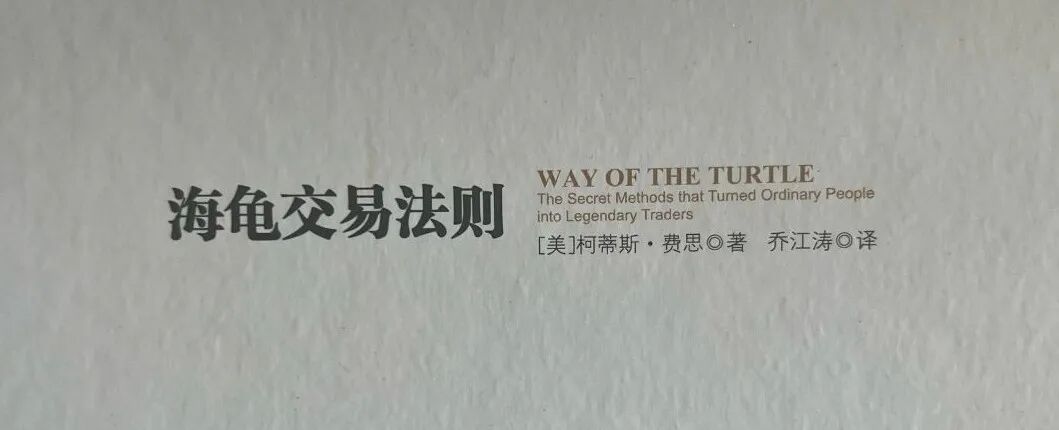 海龟交易法则
WAY OF THE TURTLE
The Secret Methods that Turned Ordinary People
into Legendary Traders
[美]柯蒂斯·费思◎著 乔江涛◎译